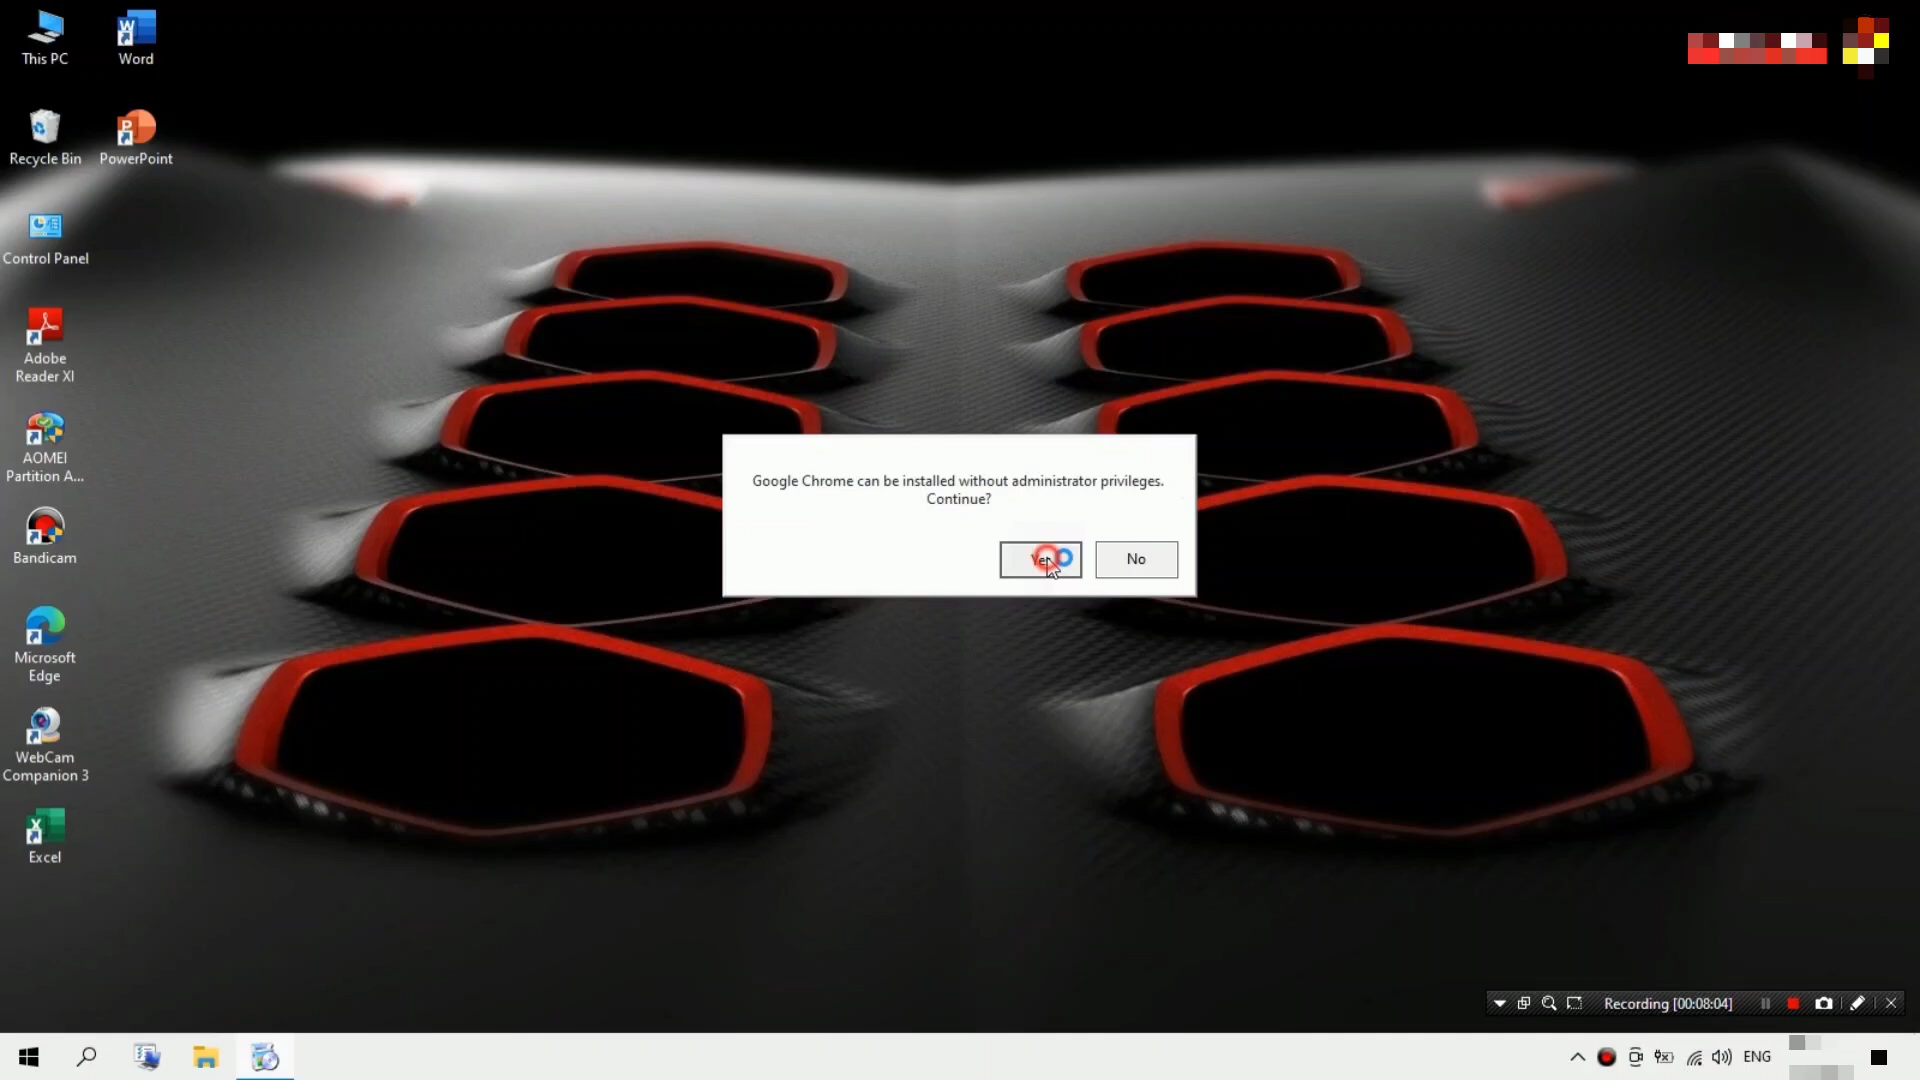 This PC
Word
Recycle Bin
PowerPoint
Control Panel
Adobe
Reader XI
AOMEI
Partition A...
Bandicam
Microsoft
Edge
WebCam
Companion 3
Excel
Google Chrome can be installed without administrator privileges.
Continue?
No
Recording [00:08:04]
ENG